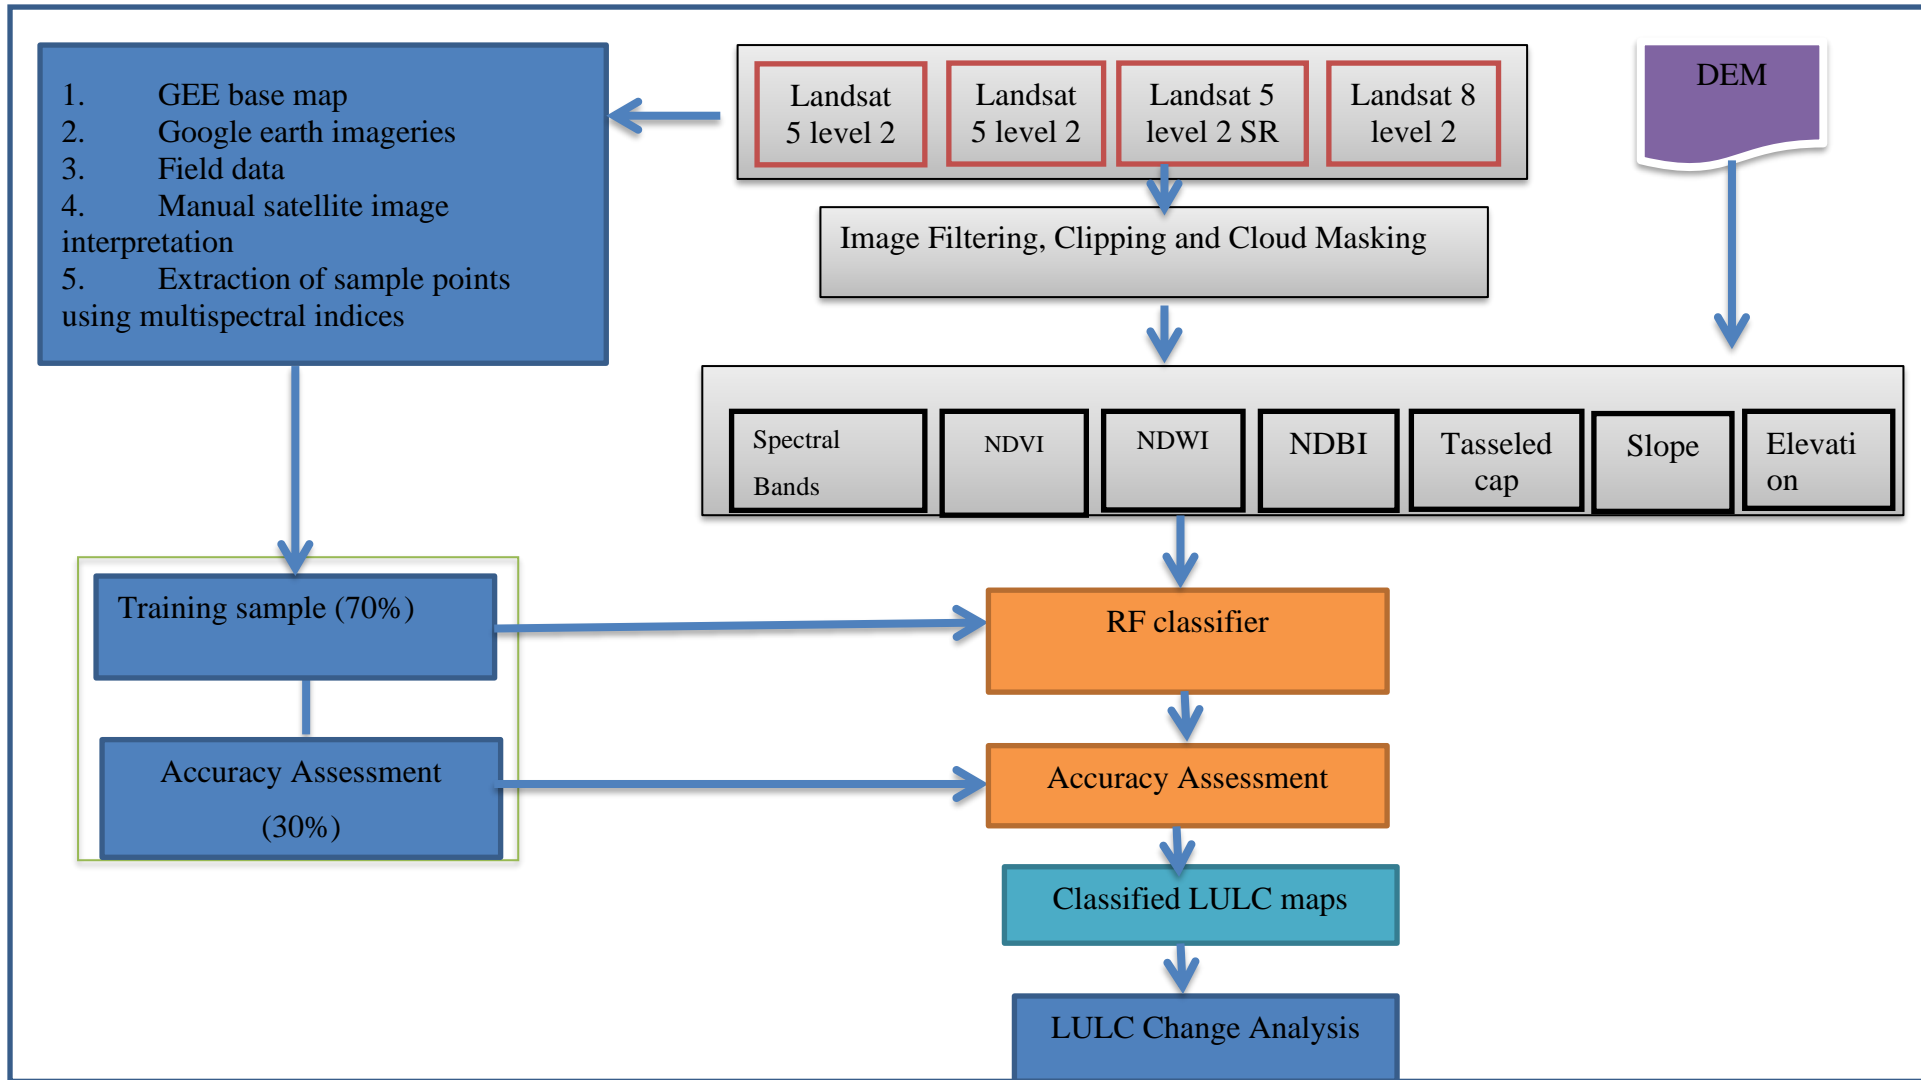 1. GEE base map
2. Google earth imageries
3. Field data
4. Manual satellite image
interpretation
5. Extraction of sample points
using multispectral indices
Landsat
5 level 2
Landsat
5 level 2
Landsat 5
level 2 SR
Landsat 8
level 2
DEM
Image Filtering, Clipping and Cloud Masking
Spectral
Bands
NDVI
NDWI
NDBI
Tasseled
cap
Slope
Elevati
on
Training sample (70%)
RF classifier
Accuracy Assessment
(30%)
Accuracy Assessment
Classified LULC maps
LULC Change Analysis